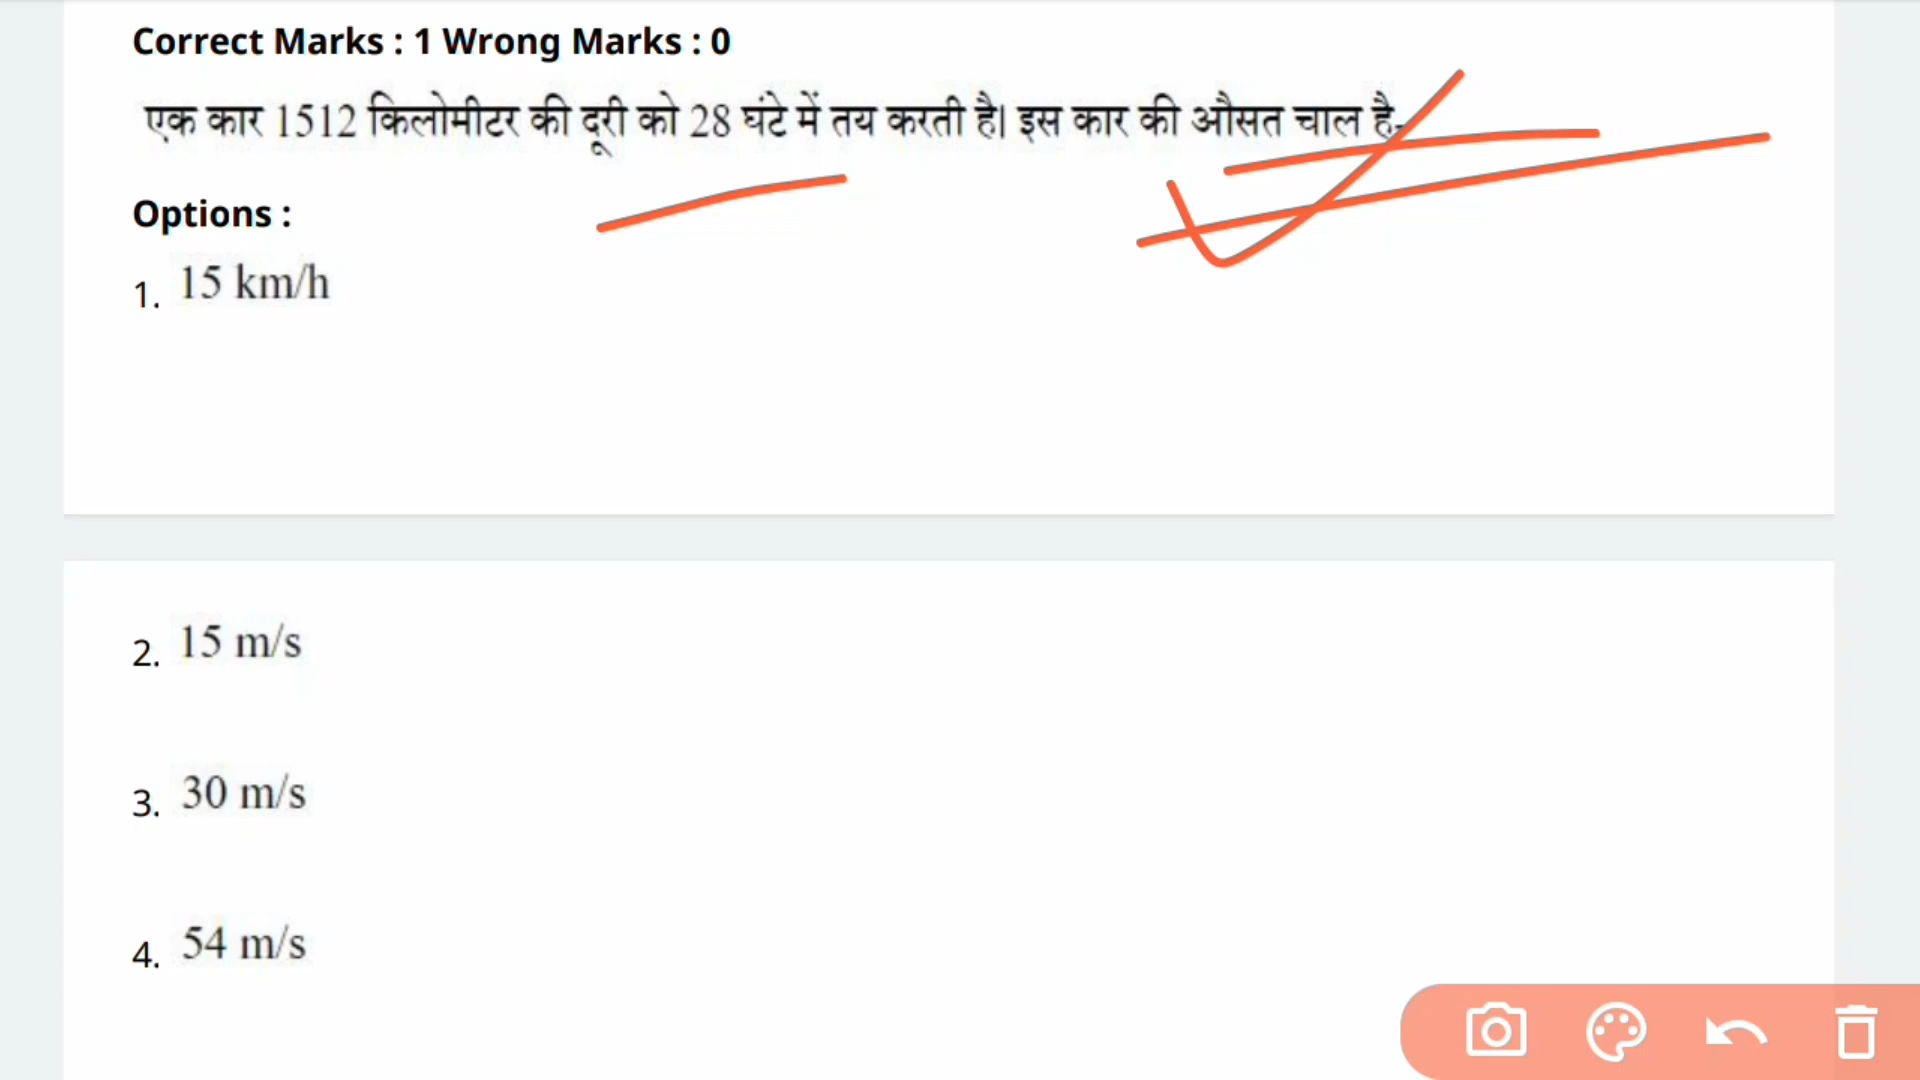 Correct Marks : 1 Wrong Marks : 0
एक कार 1512 किलोमीटर की दूरी को 28 घंटे में तय करती है। इस कार की औसत चाल है-
Options :
1. 15 km/h
2. 15 m/s
3. 30 m/s
4. 54 m/s